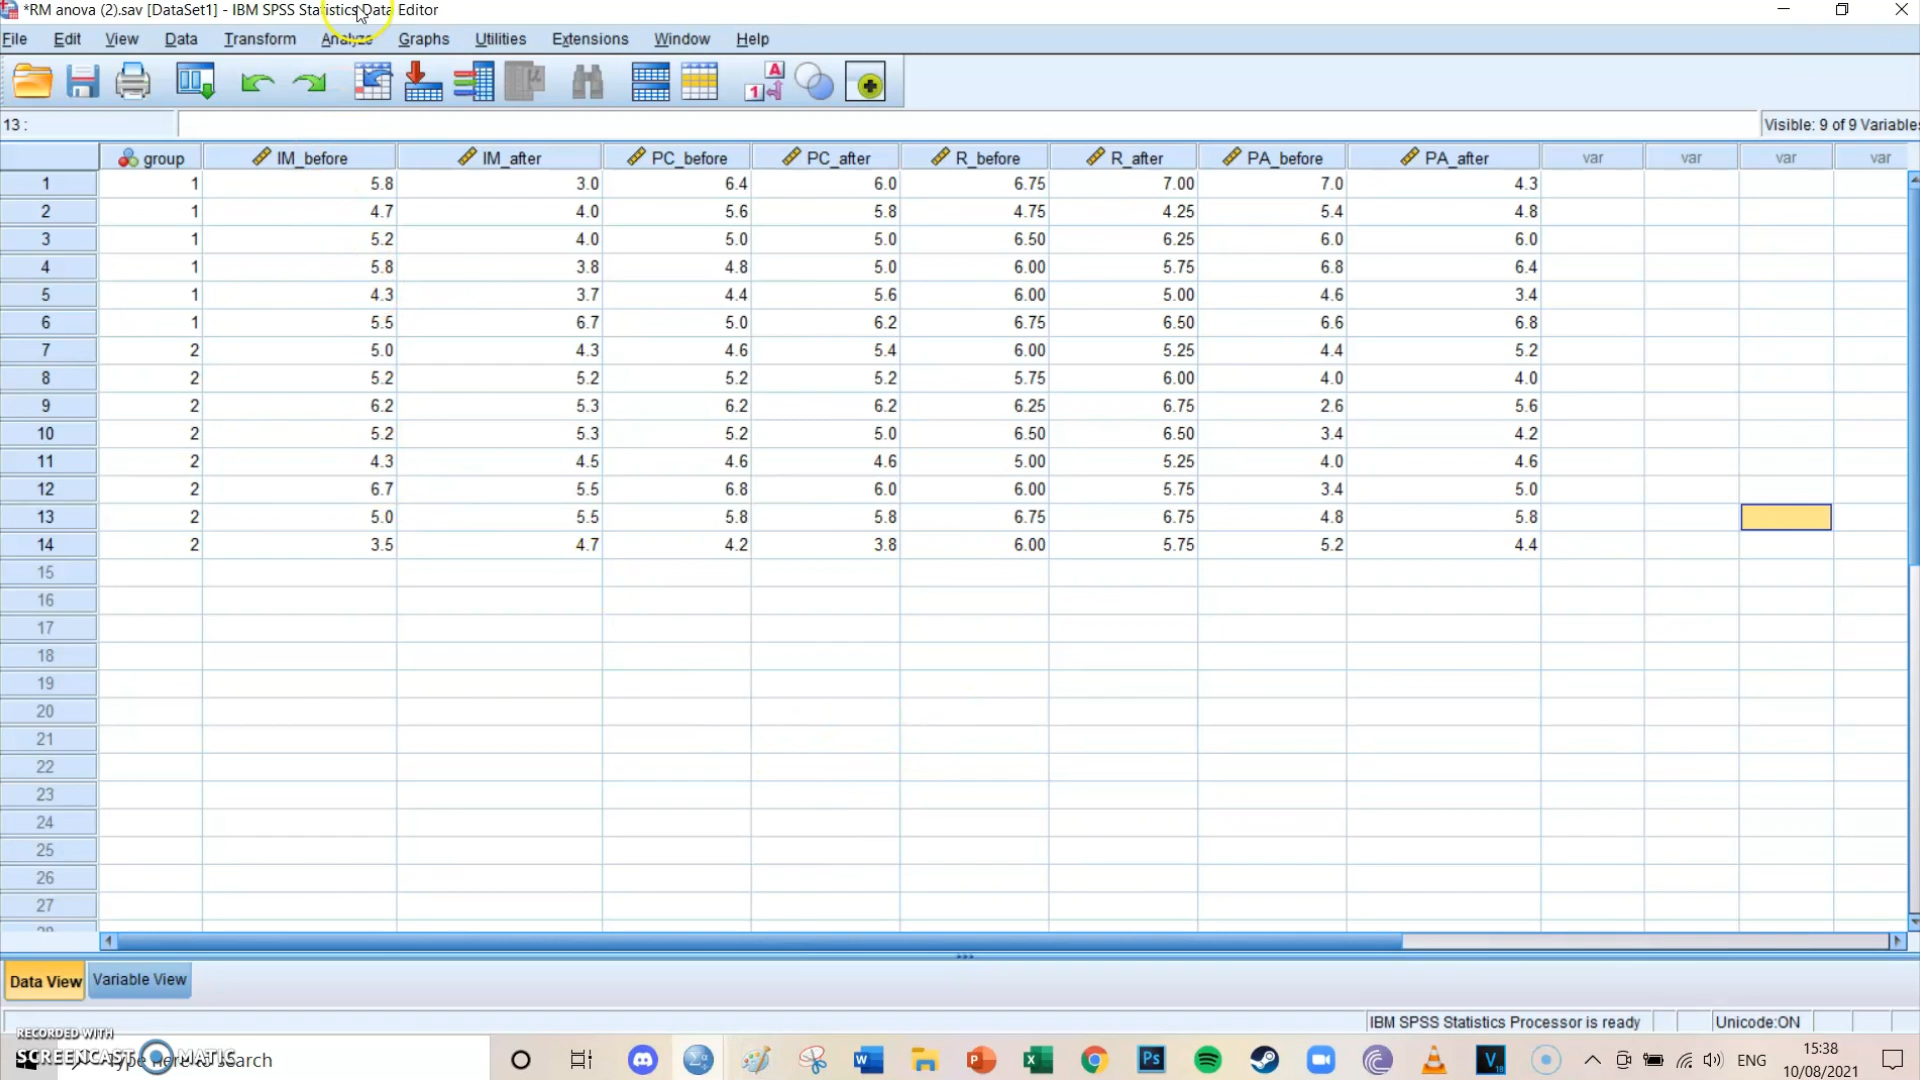 *RM anova (2).sav [DataSet1] - IBM SPSS Statistics Data Editor
File Edit View Data Transform Analyze Graphs Utilities Extensions Window Help
13 :
Visible: 9 of 9 Variables
group IM_before IM_after PC_before PC_after R_before R_after PA_before PA_after var var var var
1 1 5.8 3.0 6.4 6.0 6.75 7.00 7.0 4.3
2 1 4.7 4.0 5.6 5.8 4.75 4.25 5.4 4.8
3 1 5.2 4.0 5.0 5.0 6.50 6.25 6.0 6.0
4 1 5.8 3.8 4.8 5.0 6.00 5.75 6.8 6.4
5 1 4.3 3.7 4.4 5.6 6.00 5.00 4.6 3.4
6 1 5.5 6.7 5.0 6.2 6.75 6.50 6.6 6.8
7 2 5.0 4.3 4.6 5.4 6.00 5.25 4.4 5.2
8 2 5.2 5.2 5.2 5.2 5.75 6.00 4.0 4.0
9 2 6.2 5.3 6.2 6.2 6.25 6.75 2.6 5.6
10 2 5.2 5.3 5.2 5.0 6.50 6.50 3.4 4.2
11 2 4.3 4.5 4.6 4.6 5.00 5.25 4.0 4.6
12 2 6.7 5.5 6.8 6.0 6.00 5.75 3.4 5.0
13 2 5.0 5.5 5.8 5.8 6.75 6.75 4.8 5.8
14 2 3.5 4.7 4.2 3.8 6.00 5.75 5.2 4.4
15
16
17
18
19
20
21
22
23
24
25
26
27
28
Data View Variable View
IBM SPSS Statistics Processor is ready Unicode:ON
RECORDED WITH
SCREENCAST MATIC
Type here to search
ENG
15:38
10/08/2021